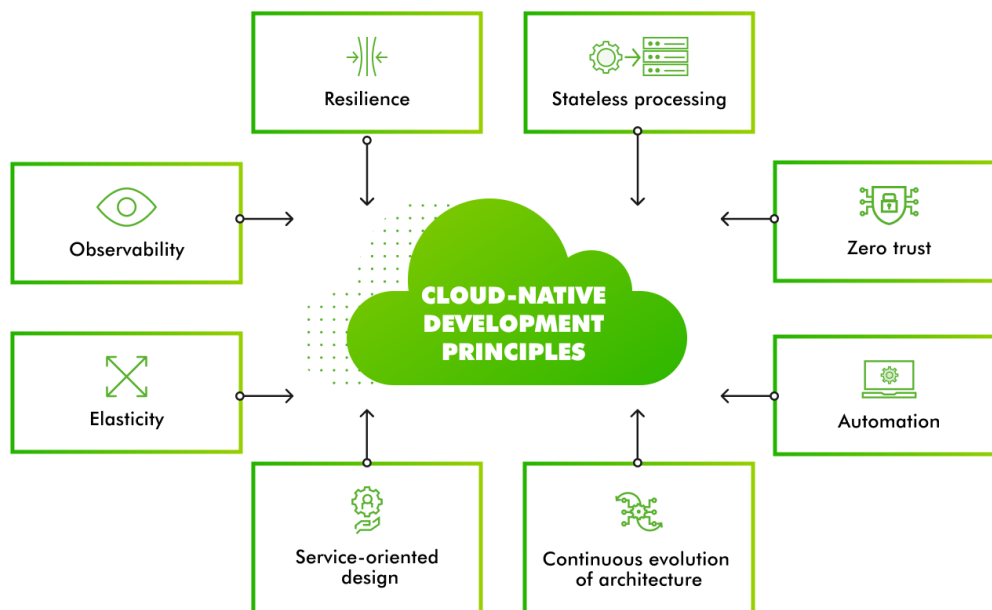 Resilience
Stateless processing
Observability
Zero trust
CLOUD-NATIVE
DEVELOPMENT
PRINCIPLES
Elasticity
Automation
Service-oriented
design
Continuous evolution
of architecture